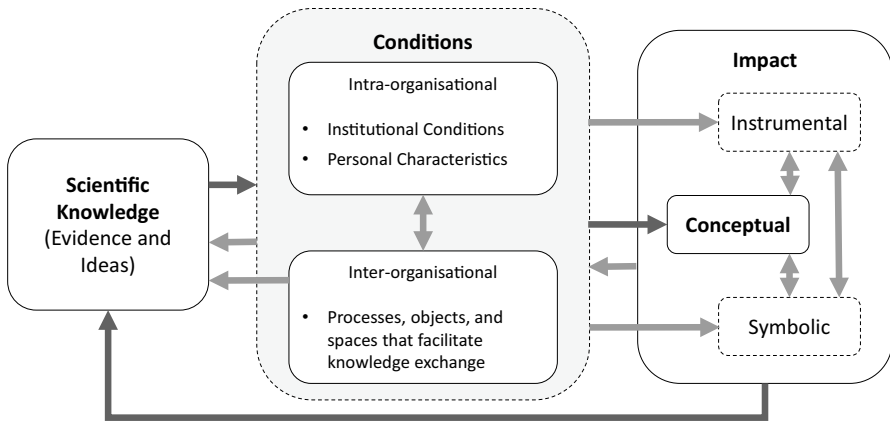 Conditions
Intra-organisational
• Institutional Conditions
• Personal Characteristics
Scientific
Knowledge
(Evidence and
Ideas)
Inter-organisational
• Processes, objects, and
spaces that facilitate
knowledge exchange
Impact
Instrumental
Conceptual
Symbolic